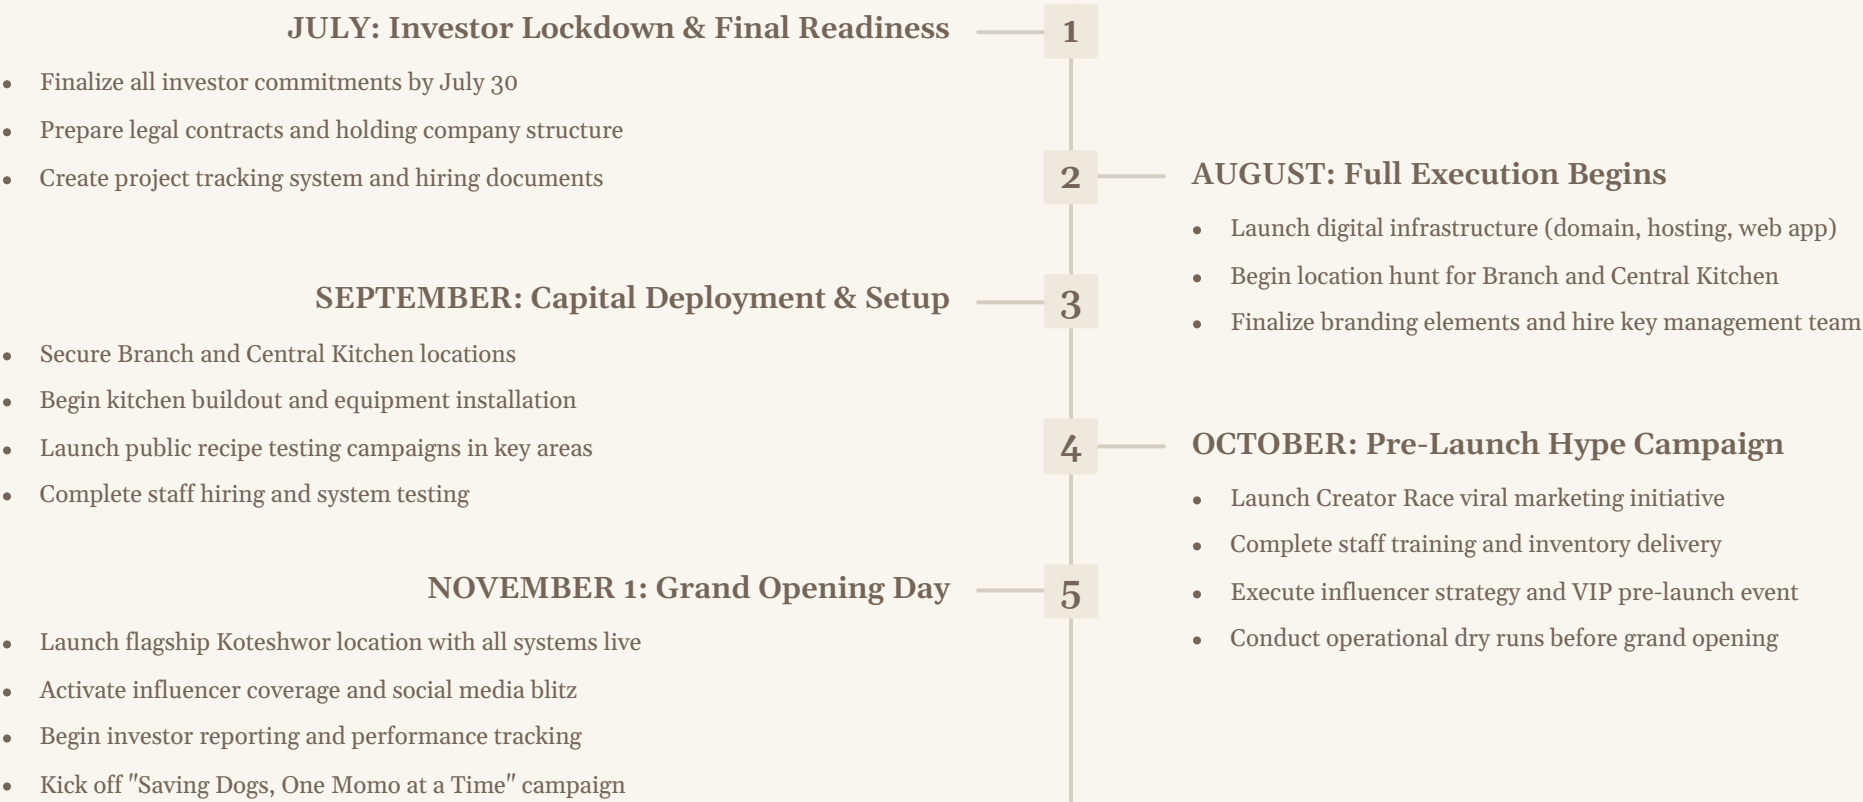 JULY: Investor Lockdown & Final Readiness
1
• Finalize all investor commitments by July 30
• Prepare legal contracts and holding company structure
• Create project tracking system and hiring documents
2
AUGUST: Full Execution Begins
• Launch digital infrastructure (domain, hosting, web app)
• Begin location hunt for Branch and Central Kitchen
• Finalize branding elements and hire key management team
SEPTEMBER: Capital Deployment & Setup
3
• Secure Branch and Central Kitchen locations
• Begin kitchen buildout and equipment installation
• Launch public recipe testing campaigns in key areas
• Complete staff hiring and system testing
4
OCTOBER: Pre-Launch Hype Campaign
• Launch Creator Race viral marketing initiative
• Complete staff training and inventory delivery
• Execute influencer strategy and VIP pre-launch event
• Conduct operational dry runs before grand opening
NOVEMBER 1: Grand Opening Day
5
• Launch flagship Koteshwor location with all systems live
• Activate influencer coverage and social media blitz
• Begin investor reporting and performance tracking
• Kick off "Saving Dogs, One Momo at a Time" campaign